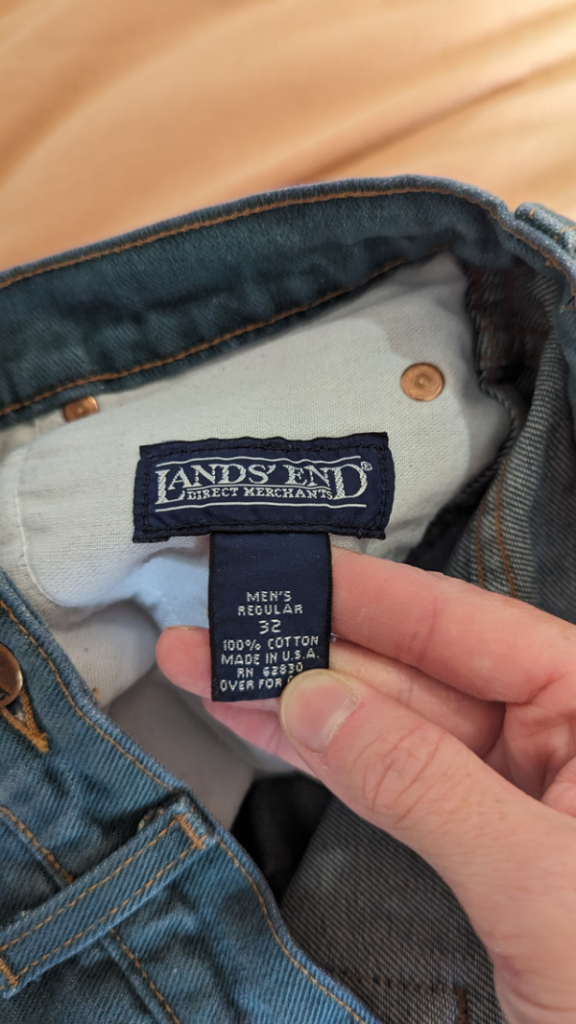 LANDS' END®
DIRECT MERCHANTS
MEN'S
REGULAR
32
100% COTTON
MADE IN U.S.A.
RN 62830
OVER FOR